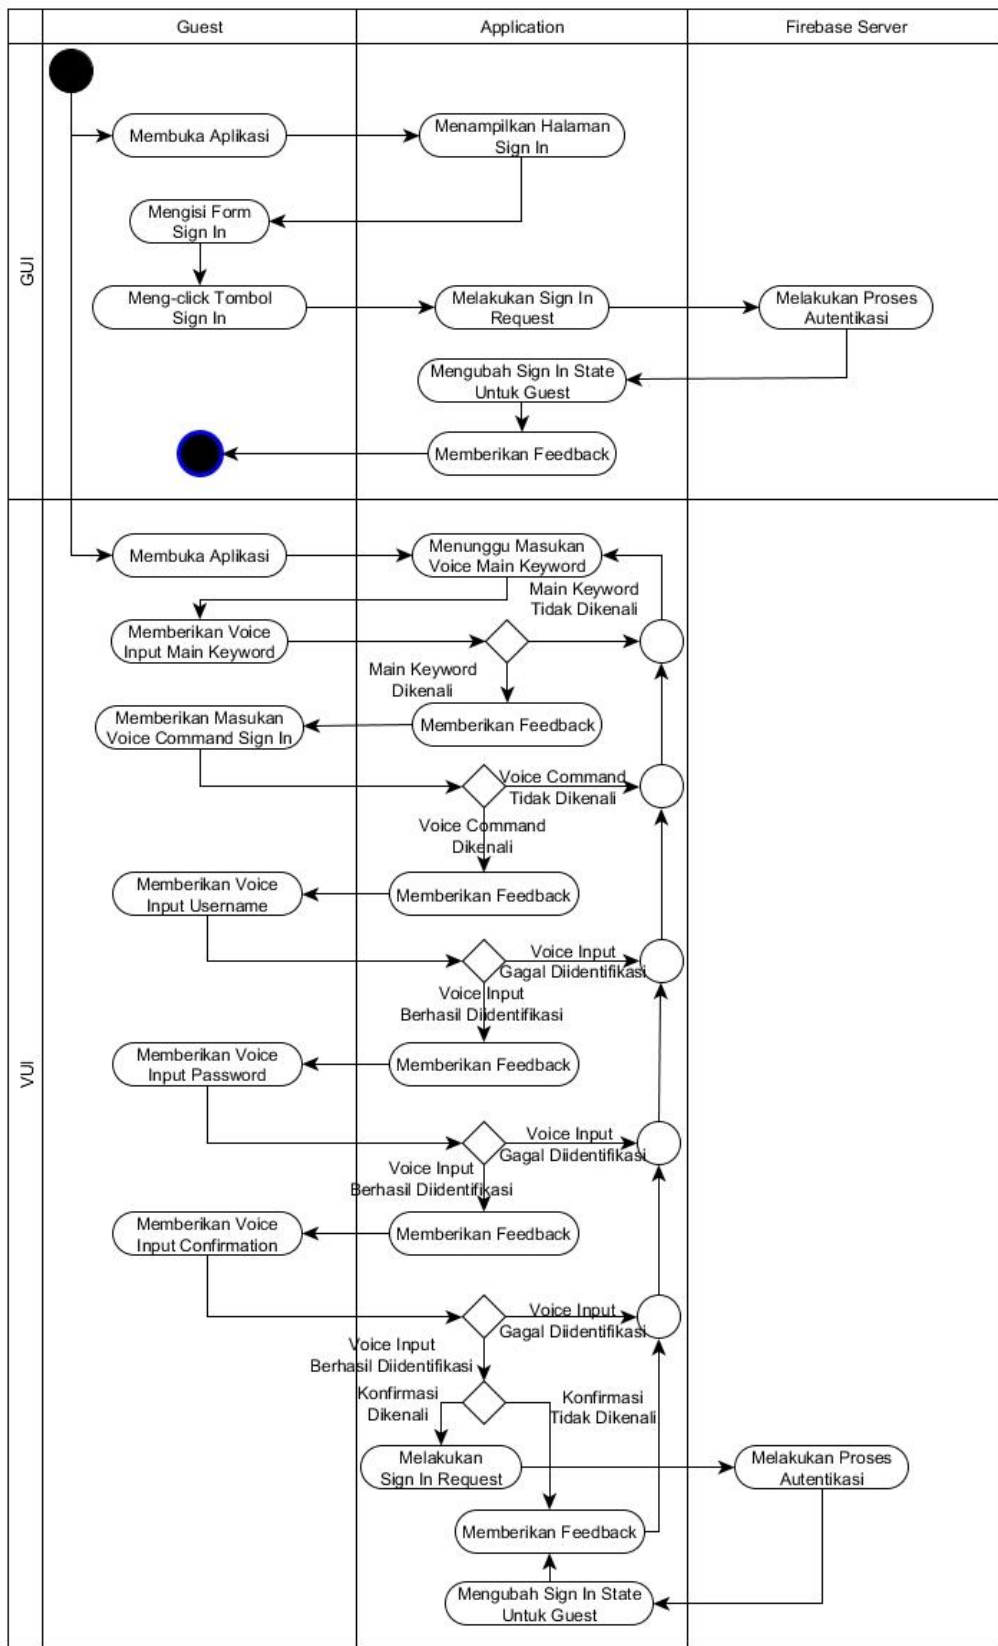 Guest
Application
Firebase Server
GUI
Membuka Aplikasi
Menampilkan Halaman
Sign In
Mengisi Form
Sign In
Meng-click Tombol
Sign In
Melakukan Sign In
Request
Melakukan Proses
Autentikasi
Mengubah Sign In State
Untuk Guest
Memberikan Feedback
VUI
Membuka Aplikasi
Menunggu Masukan
Voice Main Keyword
Main Keyword
Tidak Dikenali
Memberikan Voice
Input Main Keyword
Main Keyword
Dikenali
Memberikan Masukan
Voice Command Sign In
Memberikan Feedback
Voice Command
Tidak Dikenali
Voice Command
Dikenali
Memberikan Voice
Input Username
Memberikan Feedback
Voice Input
Gagal Diidentifikasi
Voice Input
Berhasil Diidentifikasi
Memberikan Voice
Input Password
Memberikan Feedback
Voice Input
Gagal Diidentifikasi
Voice Input
Berhasil Diidentifikasi
Memberikan Voice
Input Confirmation
Memberikan Feedback
Voice Input
Gagal Diidentifikasi
Voice Input
Berhasil Diidentifikasi
Konfirmasi
Dikenali
Konfirmasi
Tidak Dikenali
Melakukan
Sign In Request
Melakukan Proses
Autentikasi
Memberikan Feedback
Mengubah Sign In State
Untuk Guest